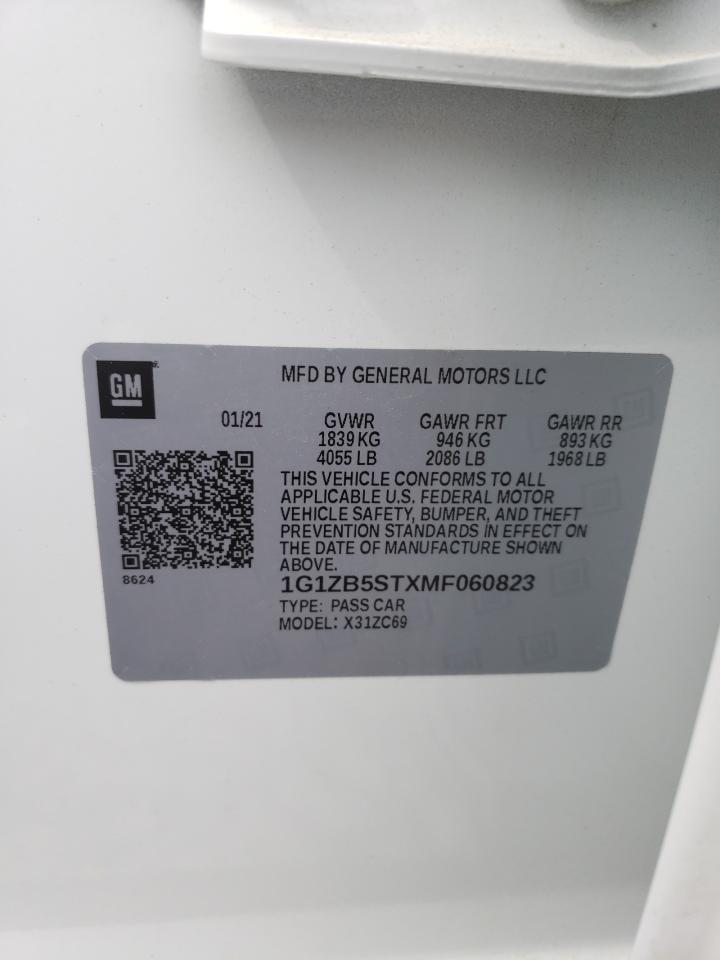 GM
MFD BY GENERAL MOTORS LLC
01/21 GVWR GAWR FRT GAWR RR
1839 KG 946 KG 893 KG
4055 LB 2086 LB 1968 LB
THIS VEHICLE CONFORMS TO ALL
APPLICABLE U.S. FEDERAL MOTOR
VEHICLE SAFETY, BUMPER, AND THEFT
PREVENTION STANDARDS IN EFFECT ON
THE DATE OF MANUFACTURE SHOWN
ABOVE.
8624
1G1ZB5STXMF060823
TYPE: PASS CAR
MODEL: X31ZC69